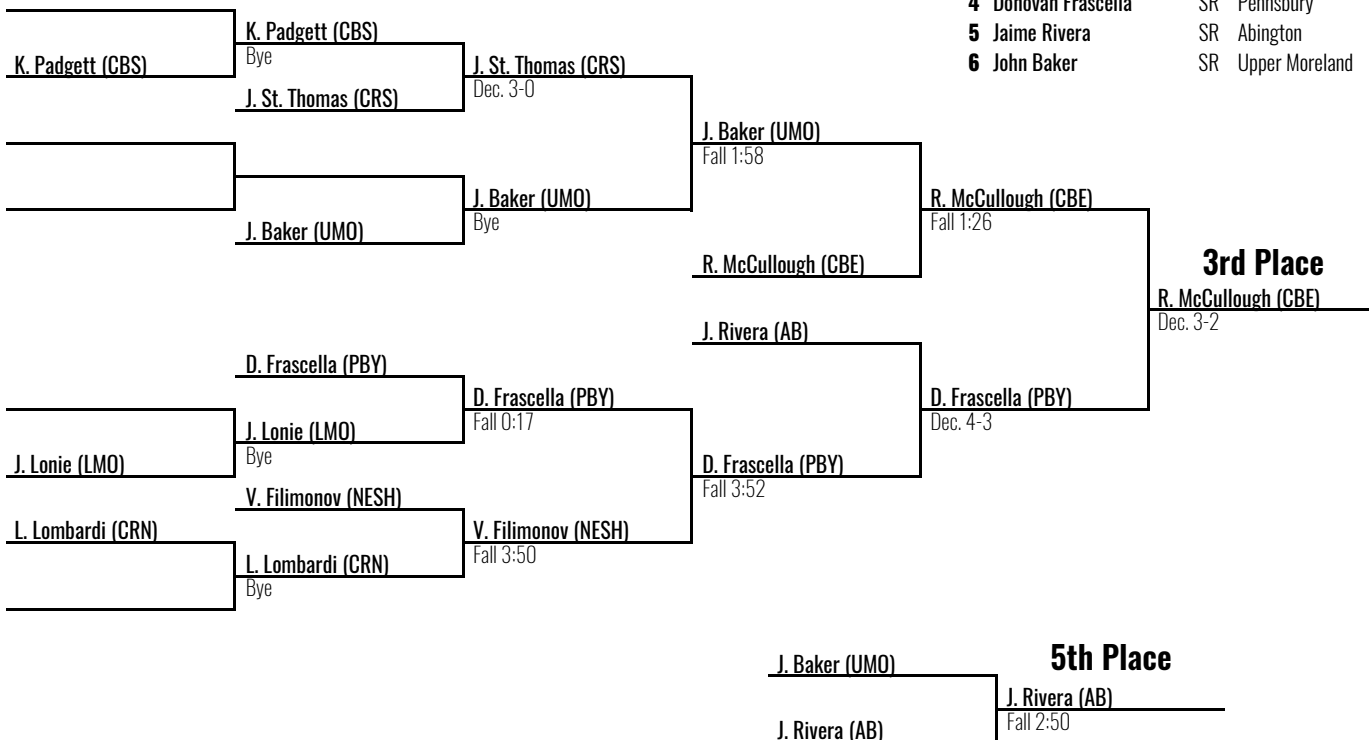 4 Donovan Frascella SR Pennsbury
5 Jaime Rivera SR Abington
6 John Baker SR Upper Moreland
K. Padgett (CBS)
K. Padgett (CBS)
Bye
J. St. Thomas (CRS)
J. St. Thomas (CRS)
Dec. 3-0
J. Baker (UMO)
J. Baker (UMO)
Bye
J. Baker (UMO)
Fall 1:58
R. McCullough (CBE)
R. McCullough (CBE)
Fall 1:26
3rd Place
R. McCullough (CBE)
Dec. 3-2
J. Rivera (AB)
D. Frascella (PBY)
D. Frascella (PBY)
Fall 0:17
D. Frascella (PBY)
Dec. 4-3
J. Lonie (LMO)
J. Lonie (LMO)
Bye
D. Frascella (PBY)
Fall 3:52
V. Filimonov (NESH)
L. Lombardi (CRN)
V. Filimonov (NESH)
Fall 3:50
L. Lombardi (CRN)
Bye
5th Place
J. Baker (UMO)
J. Rivera (AB)
Fall 2:50
J. Rivera (AB)